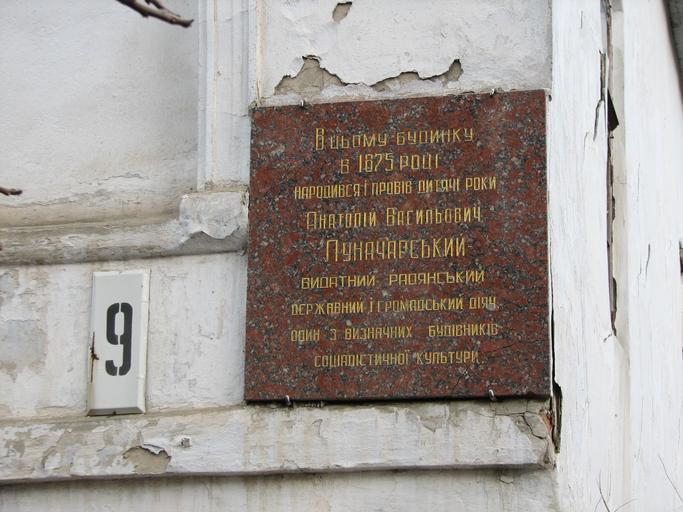 В цьому будинку
в 1875 році
народився і провів дитячі роки
Анатолій Васильович
Луначарський
видатний радянський
державний і громадський діяч,
один з визначних будівників
соціалістичної культури.
9